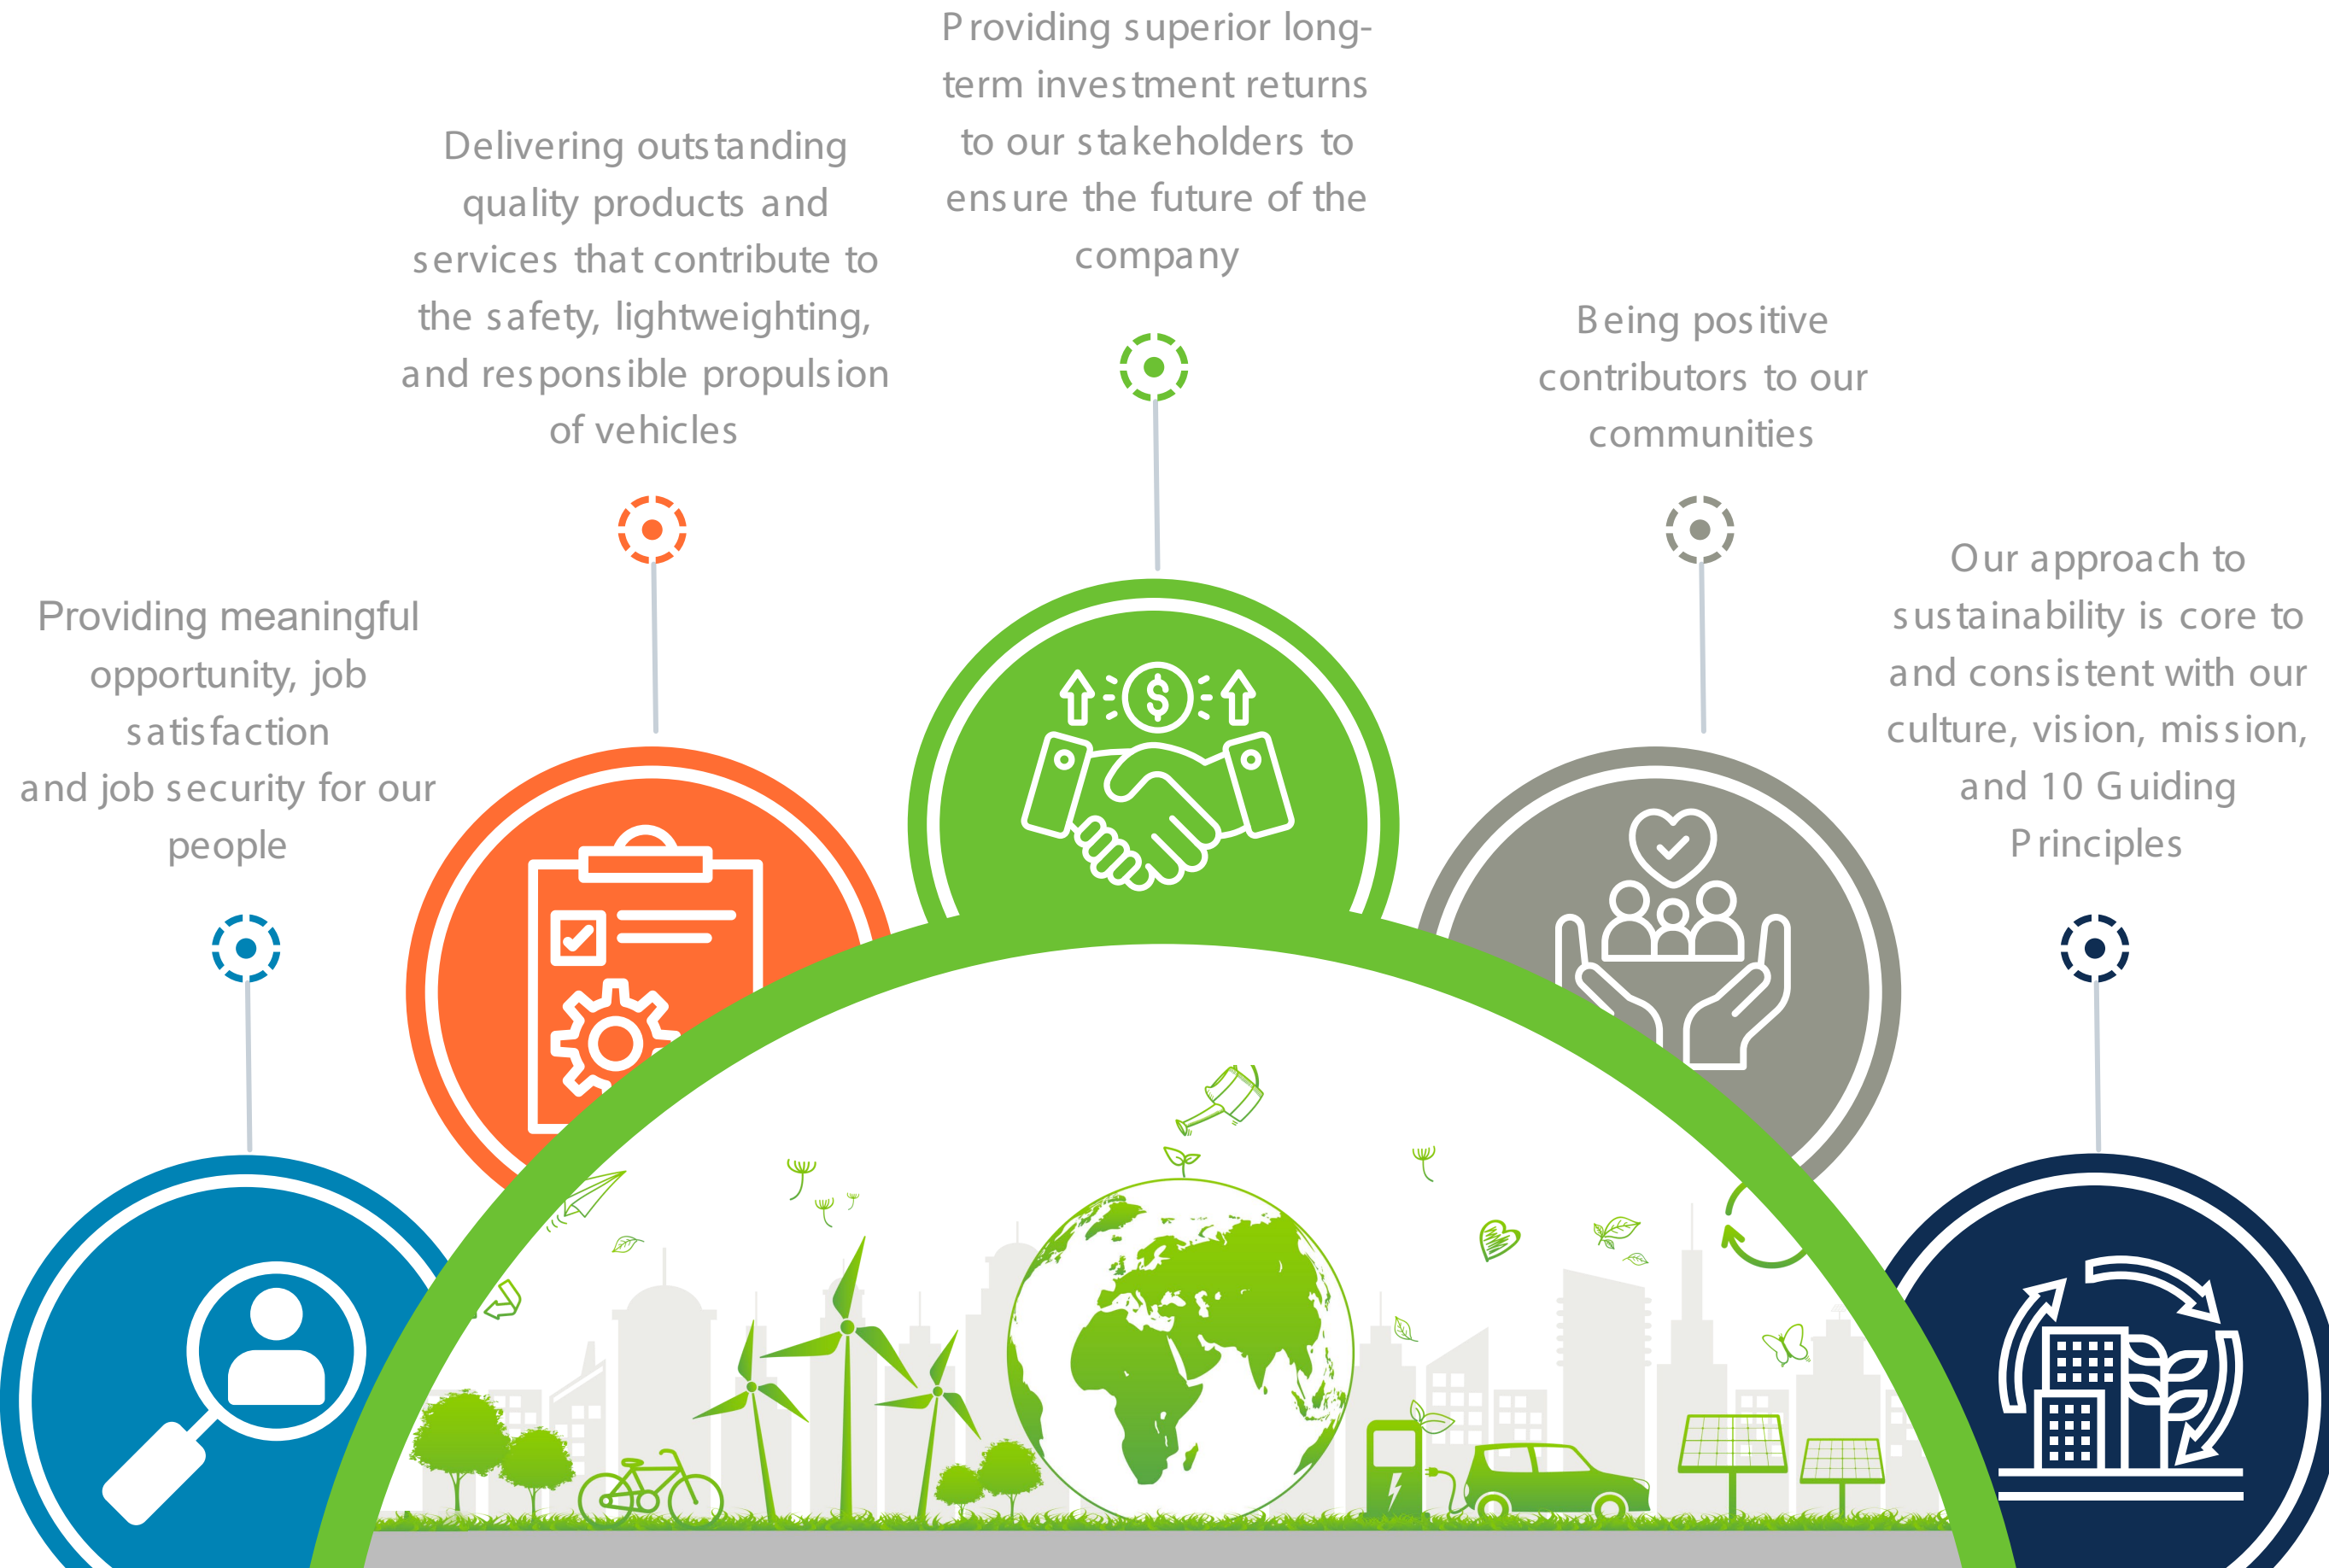 Providing meaningful
opportunity, job
satisfaction
and job security for our
people
Delivering outstanding
quality products and
services that contribute to
the safety, lightweighting,
and responsible propulsion
of vehicles
Providing superior long-
term investment returns
to our stakeholders to
ensure the future of the
company
Being positive
contributors to our
communities
Our approach to
sustainability is core to
and consistent with our
culture, vision, mission,
and 10 Guiding
Principles
$